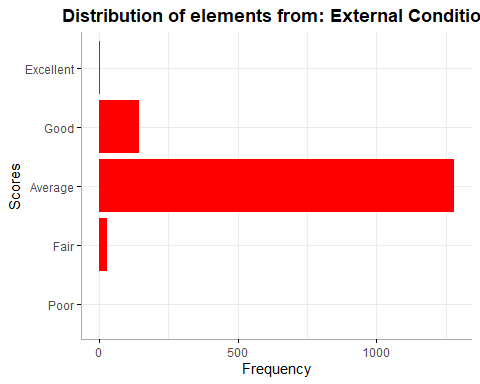 Distribution of elements from: External Conditio
Excellent
Good
Average
Fair
Poor
Scores
0 500 1000
Frequency